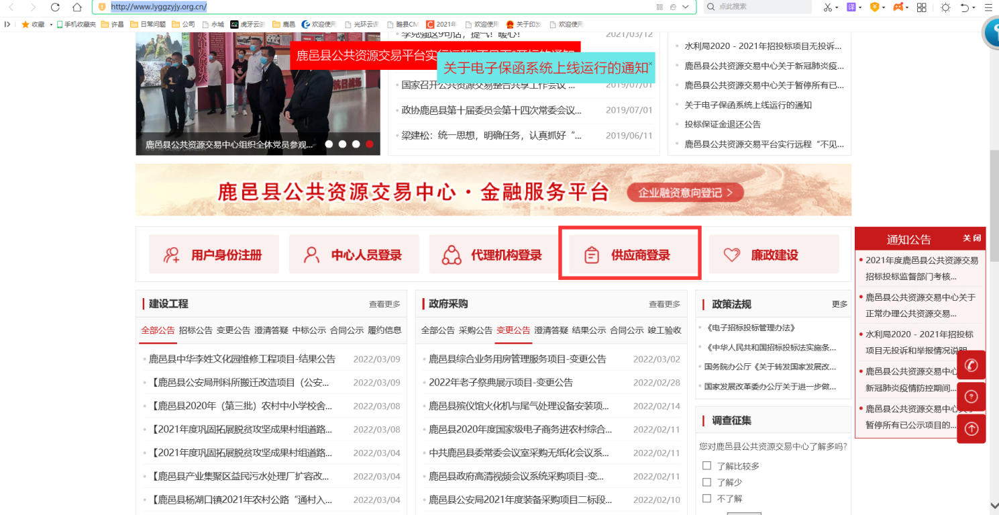 http://www.lyggzyjy.org.cn/
点此搜索
收藏
手机收藏夹
许昌
日常问题
公司
永城
虎牙云
鹿邑
欢迎使用
光环云
睢县CM
2021年
欢迎使用
关于印发
欢迎使用
2021/03/12
鹿邑县公共资源交易平台实
关于电子保函系统上线运行的通知
国家召开公共资源交易整合共享工作会议 ...
2019/07/01
政协鹿邑县第十届委员会第十四次常委会议...
2019/07/01
梁建松：统一思想，明确任务，认真抓好“...
2019/06/11
鹿邑县公共资源交易中心组织全体党员参观...
水利局2020－2021年招投标项目无投诉...
鹿邑县公共资源交易中心关于新冠肺炎疫...
鹿邑县公共资源交易中心关于暂停所有已...
关于电子保函系统上线运行的通知
投标保证金退还公告
鹿邑县公共资源交易平台实行远程“不见...
鹿邑县公共资源交易中心·金融服务平台
企业融资意向登记 >
用户身份注册
中心人员登录
代理机构登录
供应商登录
廉政建设
建设工程
查看更多
全部公告 招标公告 变更公告 澄清答疑 中标公示 合同公示 履约信息
鹿邑县中华李姓文化园维修工程项目-结果公告
2022/03/09
【鹿邑县公安局刑科所搬迁改造项目（公安...
2022/03/09
【鹿邑县2020年（第三批）农村中小学校舍...
2022/03/08
【2021年度巩固拓展脱贫攻坚成果村组道路...
2022/03/08
【2021年度巩固拓展脱贫攻坚成果村组道路...
2022/03/04
【鹿邑县产业集聚区益民污水处理厂扩容改...
2022/03/04
【鹿邑县杨湖口镇2021年农村公路“通村入...
2022/03/04
政府采购
查看更多
全部公告 采购公告 变更公告 澄清答疑 结果公示 合同公示 竣工验收
鹿邑县综合业务用房管理服务项目-变更公告
2022/03/02
2022年老子祭典展示项目-变更公告
2022/02/28
鹿邑县殡仪馆火化机与尾气处理设备安装项...
2022/02/14
鹿邑县2020年度国家级电子商务进农村综合...
2022/02/11
中共鹿邑县委常委会议室采购无纸化会议系...
2022/02/11
鹿邑县政府高清视频会议系统采购项目-变...
2022/02/11
鹿邑县公安局2021年度装备采购项目二标段...
2022/02/10
政策法规
更多
《电子招标投标管理办法》
《中华人民共和国招标投标法实施条...
国务院办公厅《关于转发国家发展改...
国家发展改革委办公厅关于进一步做...
调查征集
您对鹿邑县公共资源交易中心了解多吗?
了解比较多
了解少
不了解
通知公告
关闭
2021年度鹿邑县公共资源交易
招标投标监督部门考核...
鹿邑县公共资源交易中心关于
正常办理公共资源交易...
水利局2020－2021年招投标
项目无投诉和举报情况说明
鹿邑县公共资源交易中心
新冠肺炎疫情防控期间...
鹿邑县公共资源交易中心关于
暂停所有已公示项目的...